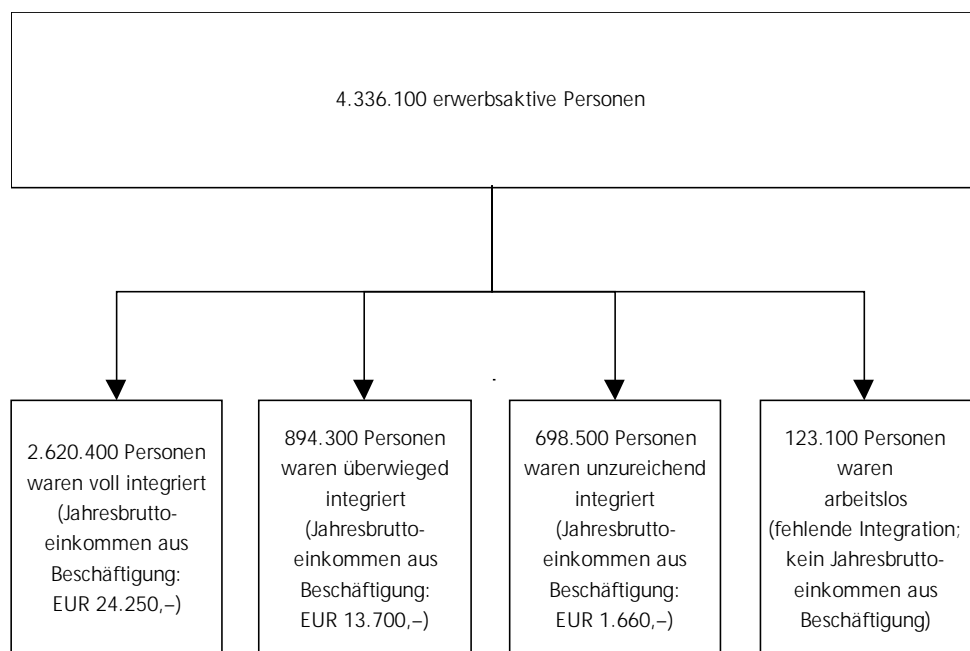 4.336.100 erwerbsaktive Personen
2.620.400 Personen
waren voll integriert
(Jahresbrutto-
einkommen aus
Beschäftigung:
EUR 24.250,–)
894.300 Personen
waren überwieged
integriert
(Jahresbrutto-
einkommen aus
Beschäftigung:
EUR 13.700,–)
698.500 Personen
waren unzureichend
integriert
(Jahresbrutto-
einkommen aus
Beschäftigung:
EUR 1.660,–)
123.100 Personen
waren
arbeitslos
(fehlende Integration;
kein Jahresbrutto-
einkommen aus
Beschäftigung)